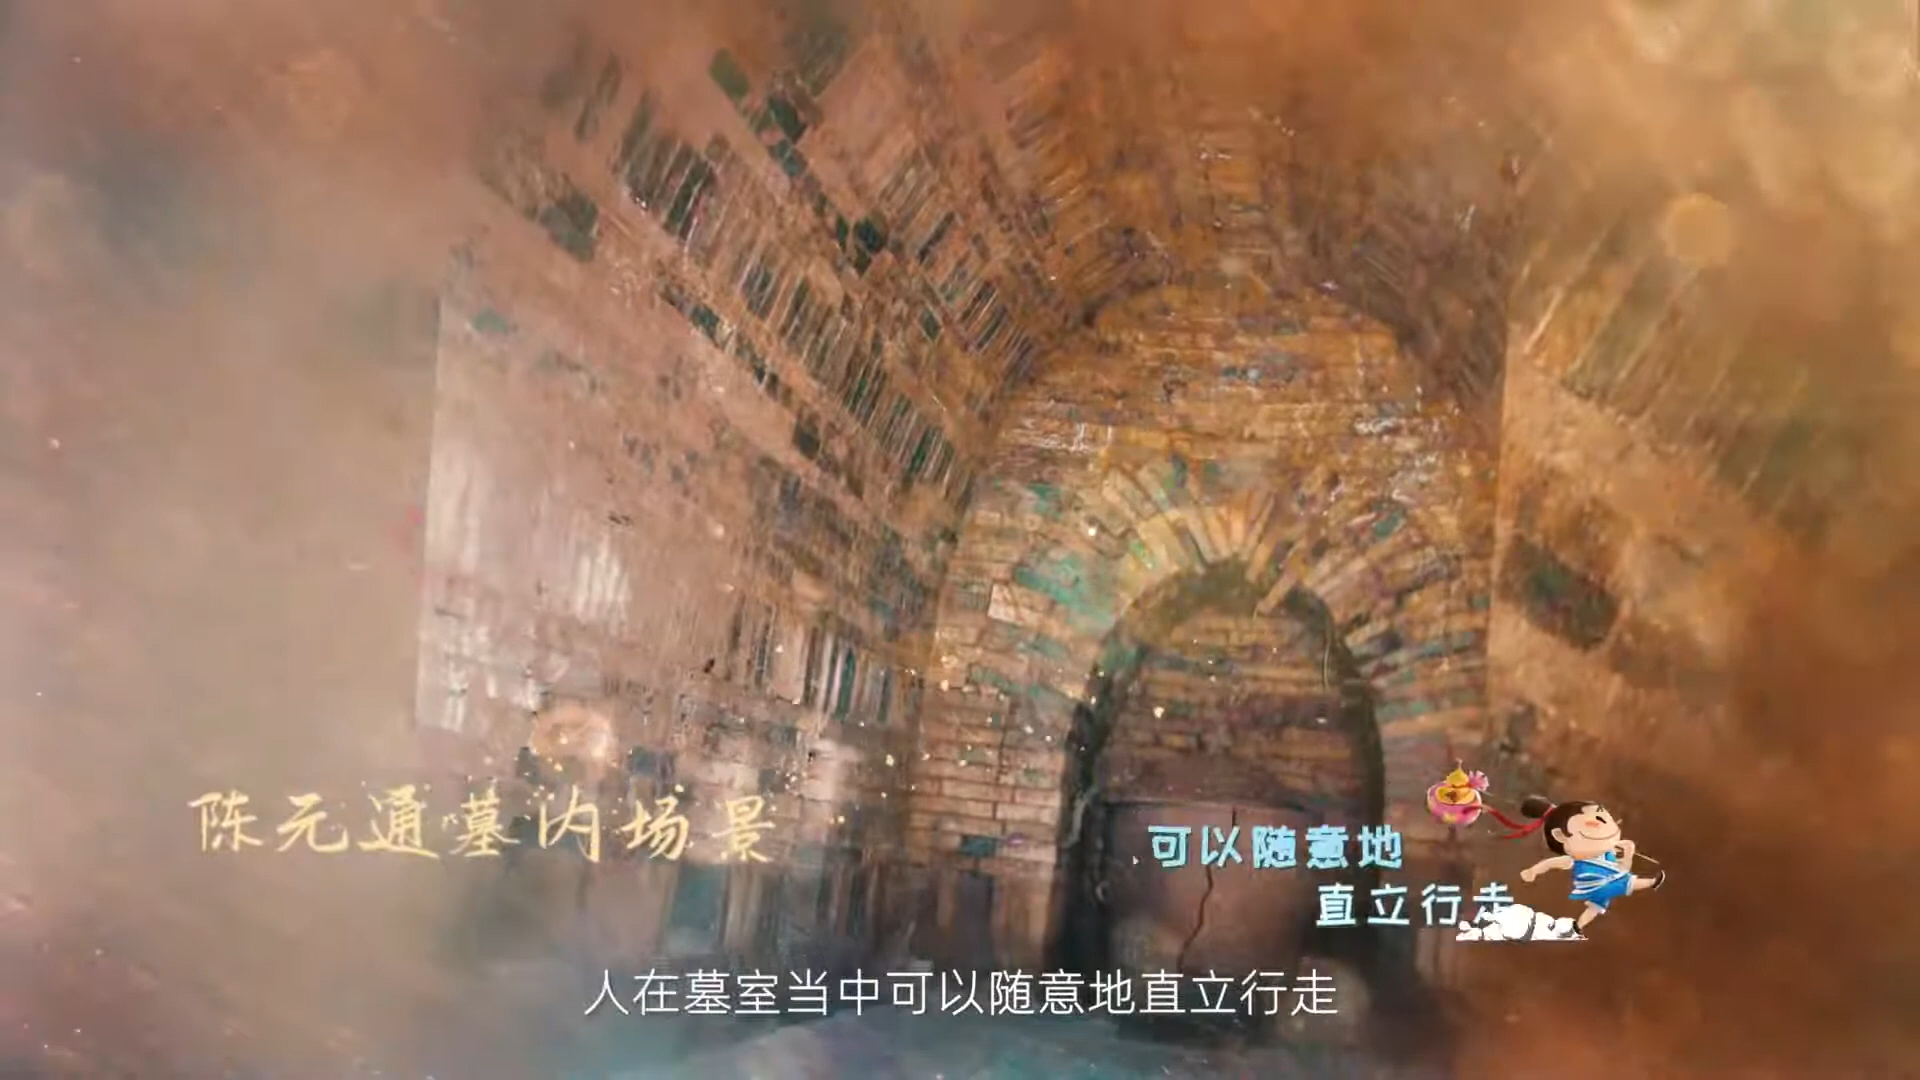 陈元通墓内场景
可以随意地
直立行走
人在墓室当中可以随意地直立行走